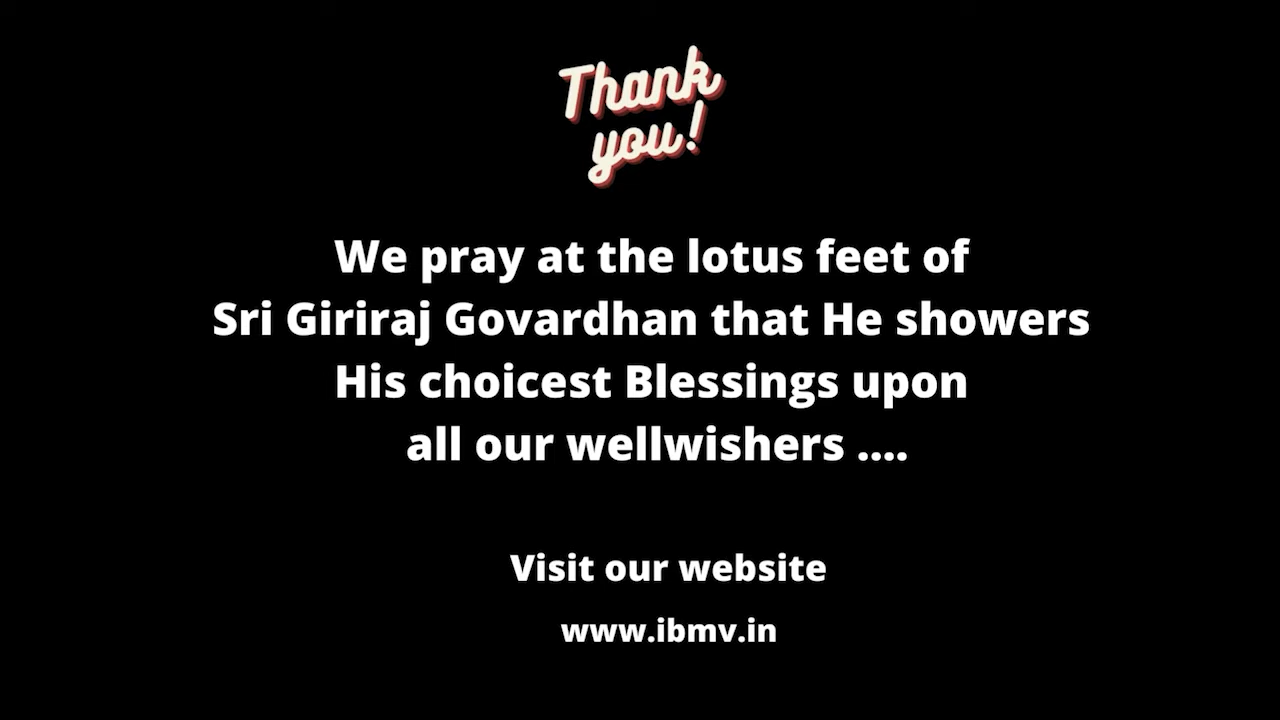 Thank
you!
We pray at the lotus feet of
Sri Giriraj Govardhan that He showers
His choicest Blessings upon
all our wellwishers ....
Visit our website
www.ibmv.in